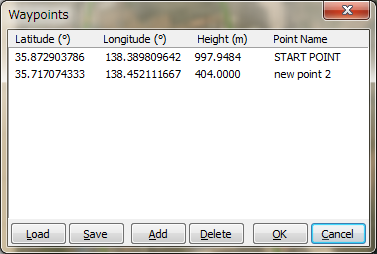 Waypoints
Latitude (°) Longitude (°) Height (m) Point Name
35.872903786 138.389809642 997.9484 START POINT
35.717074333 138.452111667 404.0000 new point 2
Load Save Add Delete OK Cancel